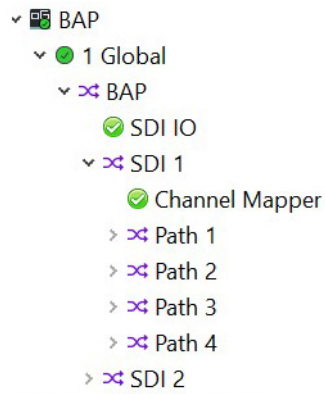 BAP
1 Global
BAP
SDI IO
SDI 1
Channel Mapper
Path 1
Path 2
Path 3
Path 4
SDI 2